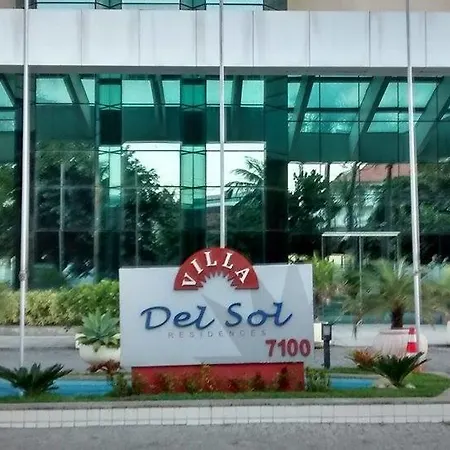 VILLA
Del Sol
RESIDENCES
7100